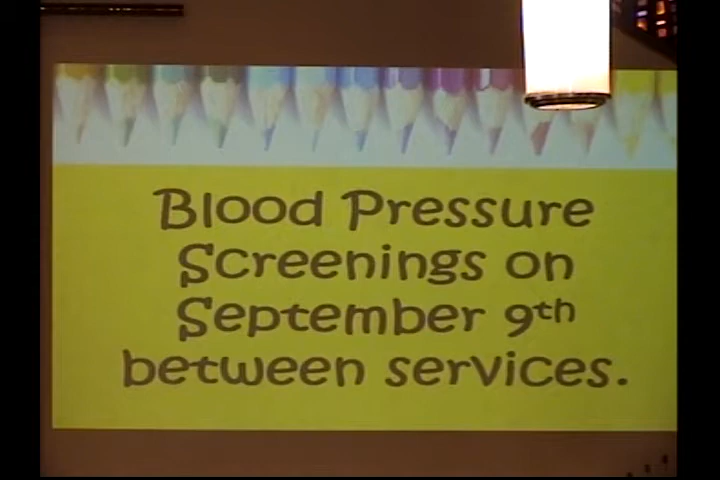 Blood Pressure
Screenings on
September 9th
between services.